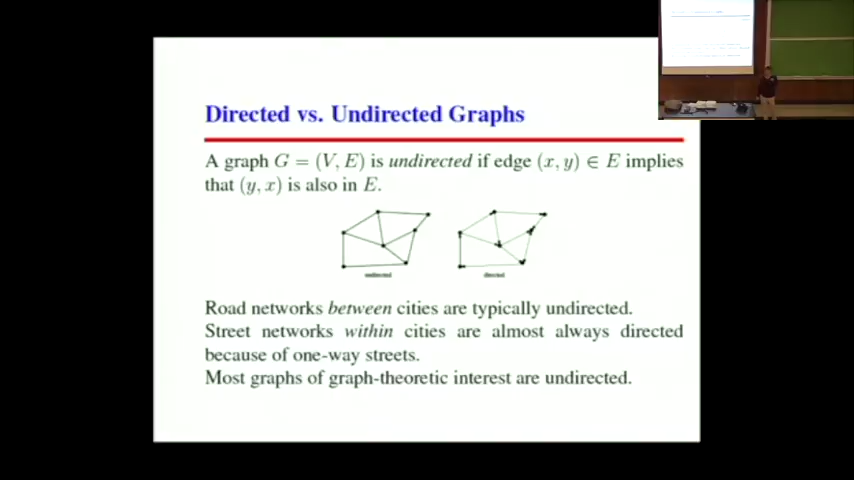 Directed vs. Undirected Graphs
A graph G = (V, E) is undirected if edge (x, y) ∈ E implies
that (y, x) is also in E.
undirected
directed
Road networks between cities are typically undirected.
Street networks within cities are almost always directed
because of one-way streets.
Most graphs of graph-theoretic interest are undirected.